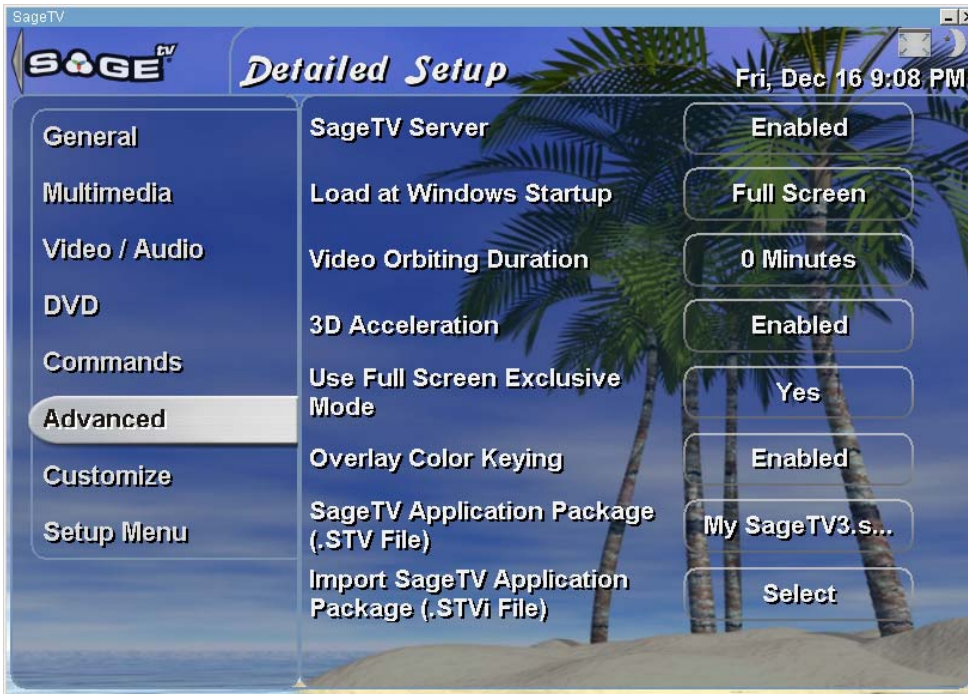 SageTV
SAGE tv
Detailed Setup
Fri, Dec 16 9:08 PM
General
Multimedia
Video / Audio
DVD
Commands
Advanced
Customize
Setup Menu
SageTV Server
Enabled
Load at Windows Startup
Full Screen
Video Orbiting Duration
0 Minutes
3D Acceleration
Enabled
Use Full Screen Exclusive
Mode
Yes
Overlay Color Keying
Enabled
SageTV Application Package
(.STV File)
My SageTV3.s...
Import SageTV Application
Package (.STVi File)
Select